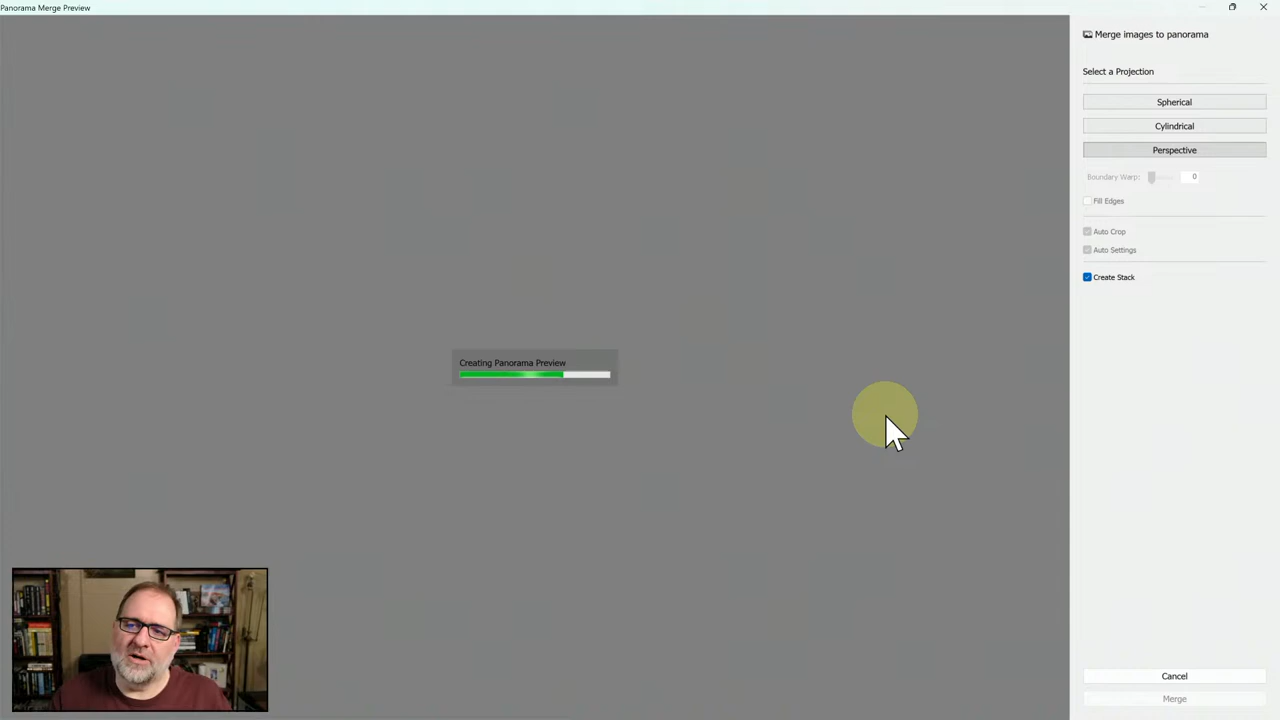 Panorama Merge Preview
Merge images to panorama
Select a Projection
Spherical
Cylindrical
Perspective
Boundary Warp: 0
Fill Edges
Auto Crop
Auto Settings
Create Stack
Creating Panorama Preview
Cancel
Merge